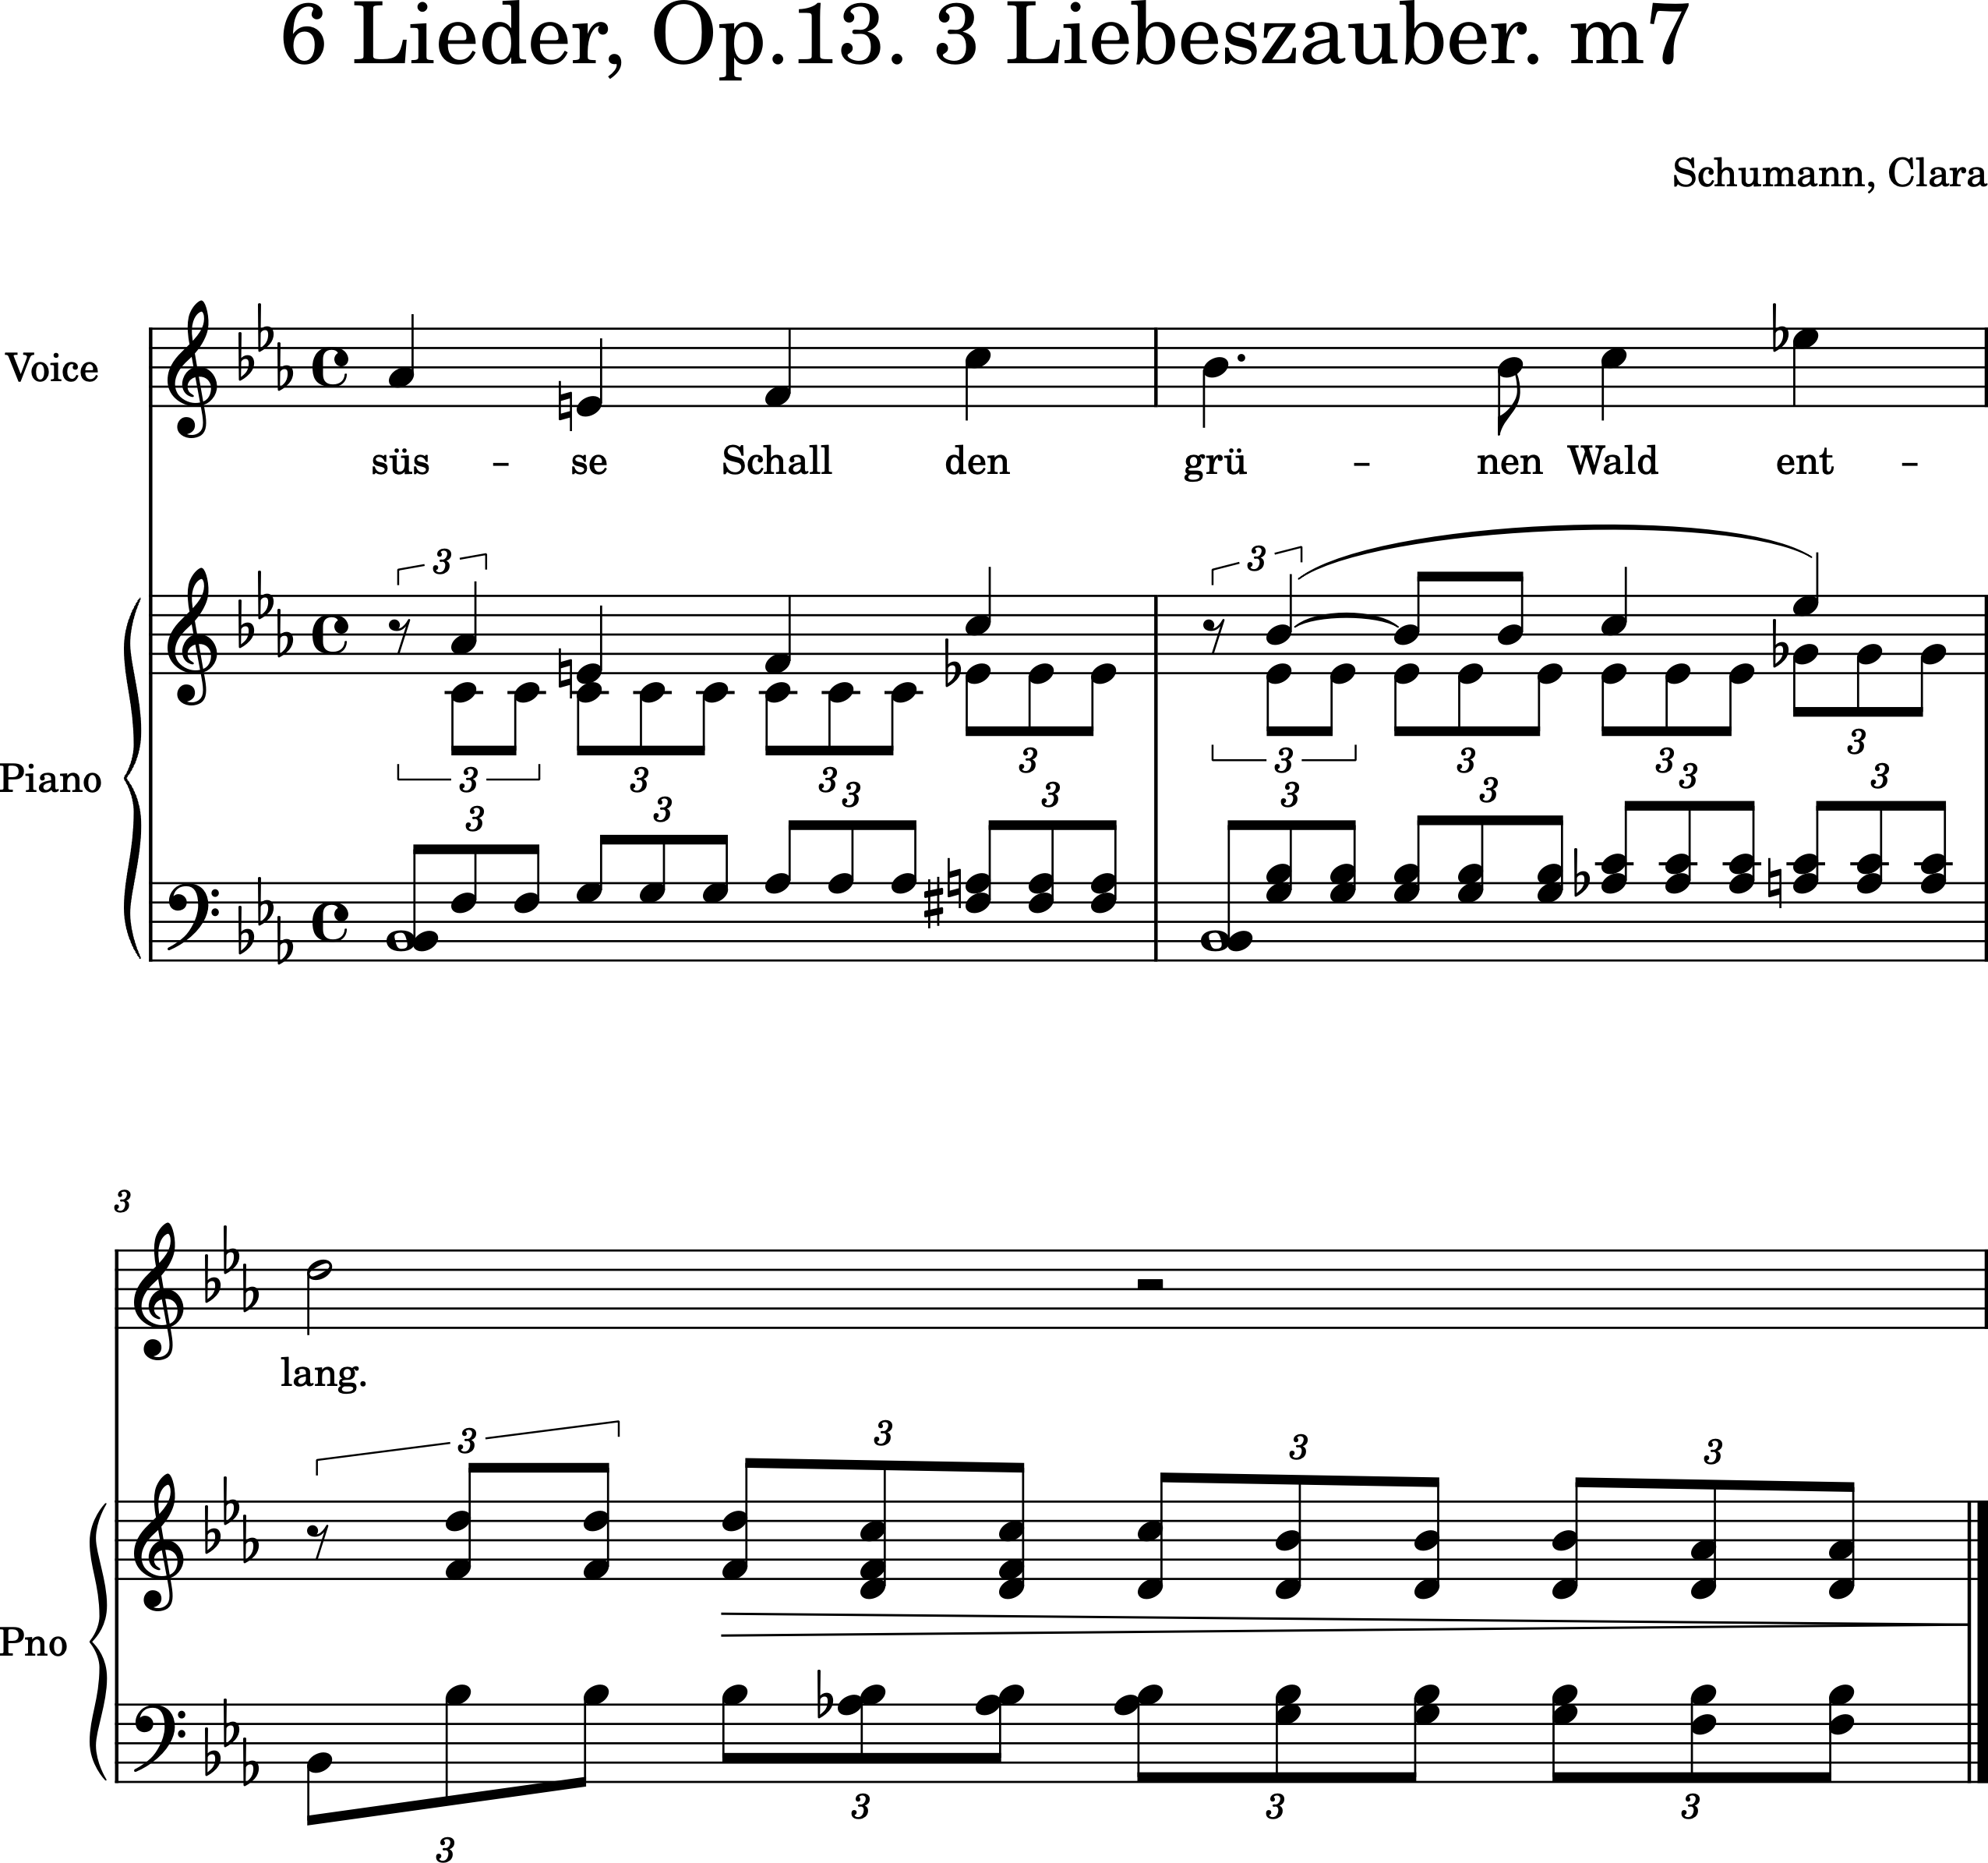 6 Lieder, Op.13. 3 Liebeszauber. m7
Schumann, Clara
Voice
süs – se Schall den grü – nen Wald ent –
3 3
Piano
3 3 3 3 3 3 3 3
3 3 3 3 3 3 3 3
3
lang.
3 3 3 3
Pno
3 3 3 3